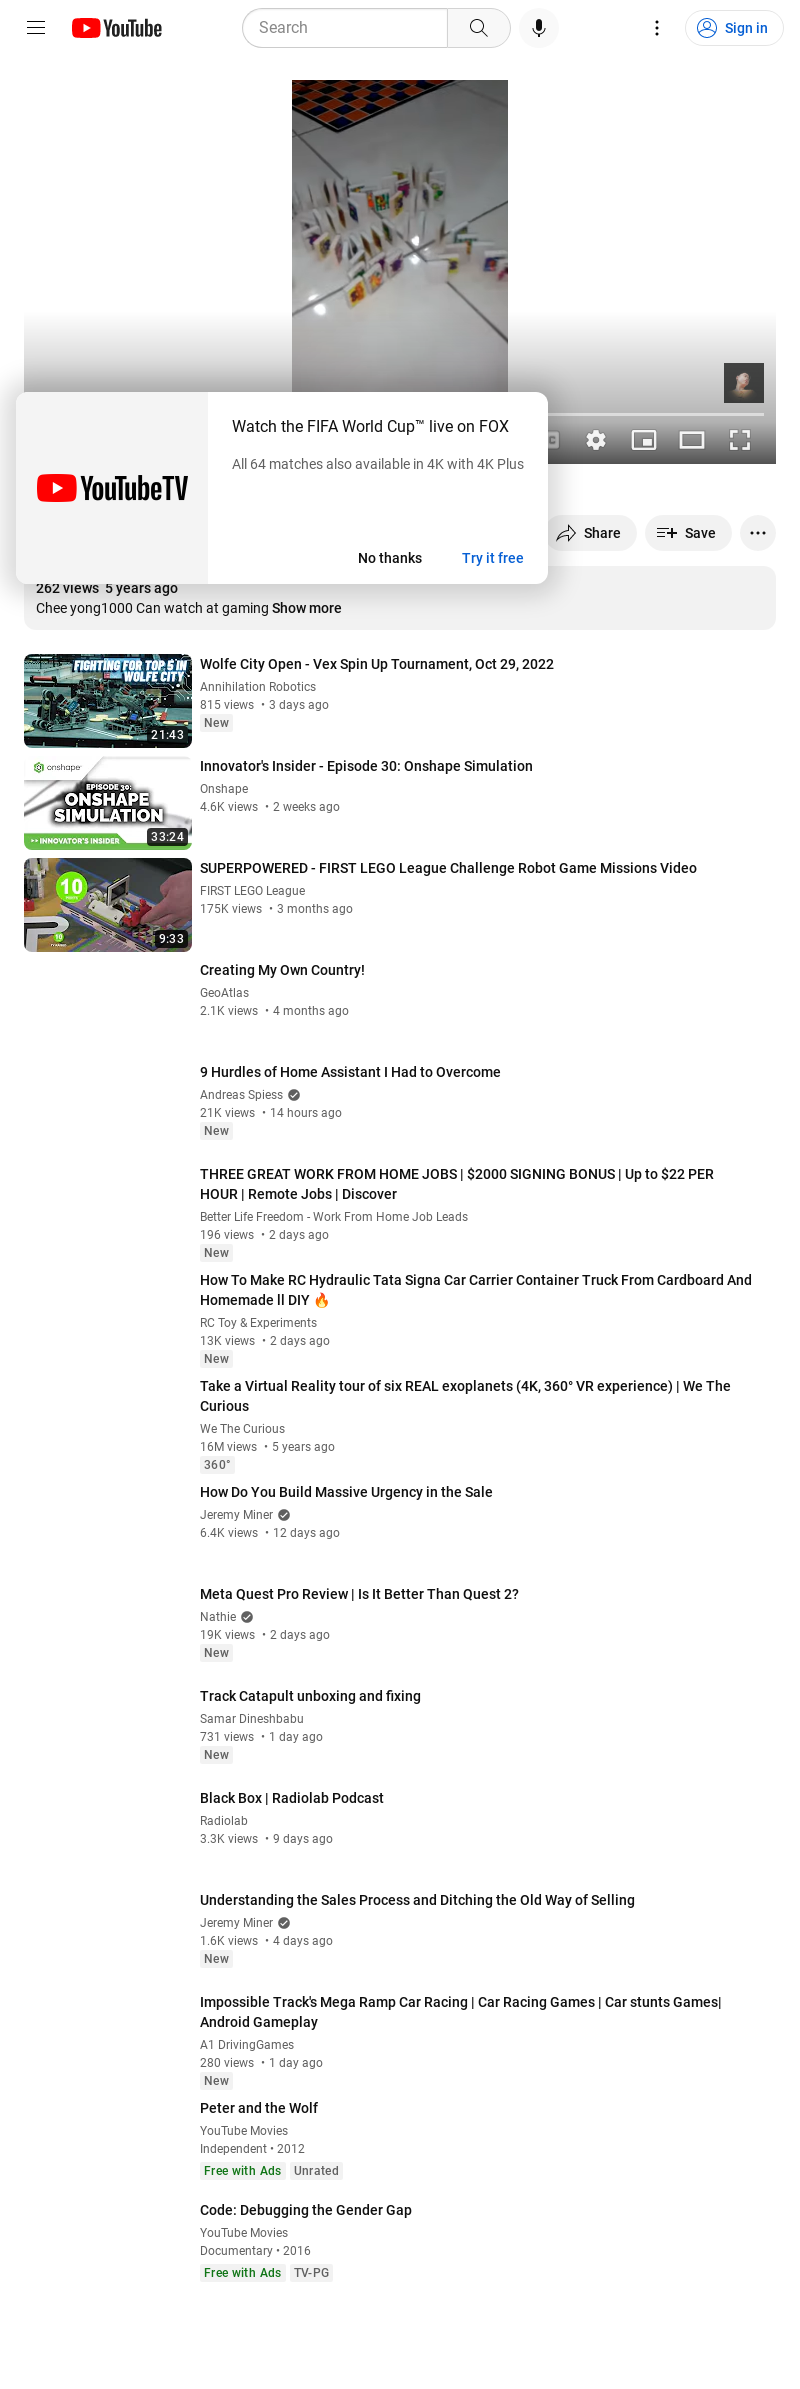 YouTube
Search
Sign in
Watch the FIFA World Cup™ live on FOX
All 64 matches also available in 4K with 4K Plus
YouTubeTV
No thanks
Try it free
Share
Save
262 views 5 years ago
Chee yong1000 Can watch at gaming Show more
FIGHTING FOR TOP 5 IN
WOLFE CITY
21:43
Wolfe City Open - Vex Spin Up Tournament, Oct 29, 2022
Annihilation Robotics
815 views • 3 days ago
New
onshape
EPISODE 30:
ONSHAPE
SIMULATION
>> INNOVATOR'S INSIDER
33:24
Innovator's Insider - Episode 30: Onshape Simulation
Onshape
4.6K views • 2 weeks ago
10
10
9:33
SUPERPOWERED - FIRST LEGO League Challenge Robot Game Missions Video
FIRST LEGO League
175K views • 3 months ago
Creating My Own Country!
GeoAtlas
2.1K views • 4 months ago
9 Hurdles of Home Assistant I Had to Overcome
Andreas Spiess
21K views • 14 hours ago
New
THREE GREAT WORK FROM HOME JOBS | $2000 SIGNING BONUS | Up to $22 PER
HOUR | Remote Jobs | Discover
Better Life Freedom - Work From Home Job Leads
196 views • 2 days ago
New
How To Make RC Hydraulic Tata Signa Car Carrier Container Truck From Cardboard And
Homemade ll DIY 🔥
RC Toy & Experiments
13K views • 2 days ago
New
Take a Virtual Reality tour of six REAL exoplanets (4K, 360° VR experience) | We The
Curious
We The Curious
16M views • 5 years ago
360°
How Do You Build Massive Urgency in the Sale
Jeremy Miner
6.4K views • 12 days ago
Meta Quest Pro Review | Is It Better Than Quest 2?
Nathie
19K views • 2 days ago
New
Track Catapult unboxing and fixing
Samar Dineshbabu
731 views • 1 day ago
New
Black Box | Radiolab Podcast
Radiolab
3.3K views • 9 days ago
Understanding the Sales Process and Ditching the Old Way of Selling
Jeremy Miner
1.6K views • 4 days ago
New
Impossible Track's Mega Ramp Car Racing | Car Racing Games | Car stunts Games|
Android Gameplay
A1 DrivingGames
280 views • 1 day ago
New
Peter and the Wolf
YouTube Movies
Independent • 2012
Free with Ads Unrated
Code: Debugging the Gender Gap
YouTube Movies
Documentary • 2016
Free with Ads TV-PG